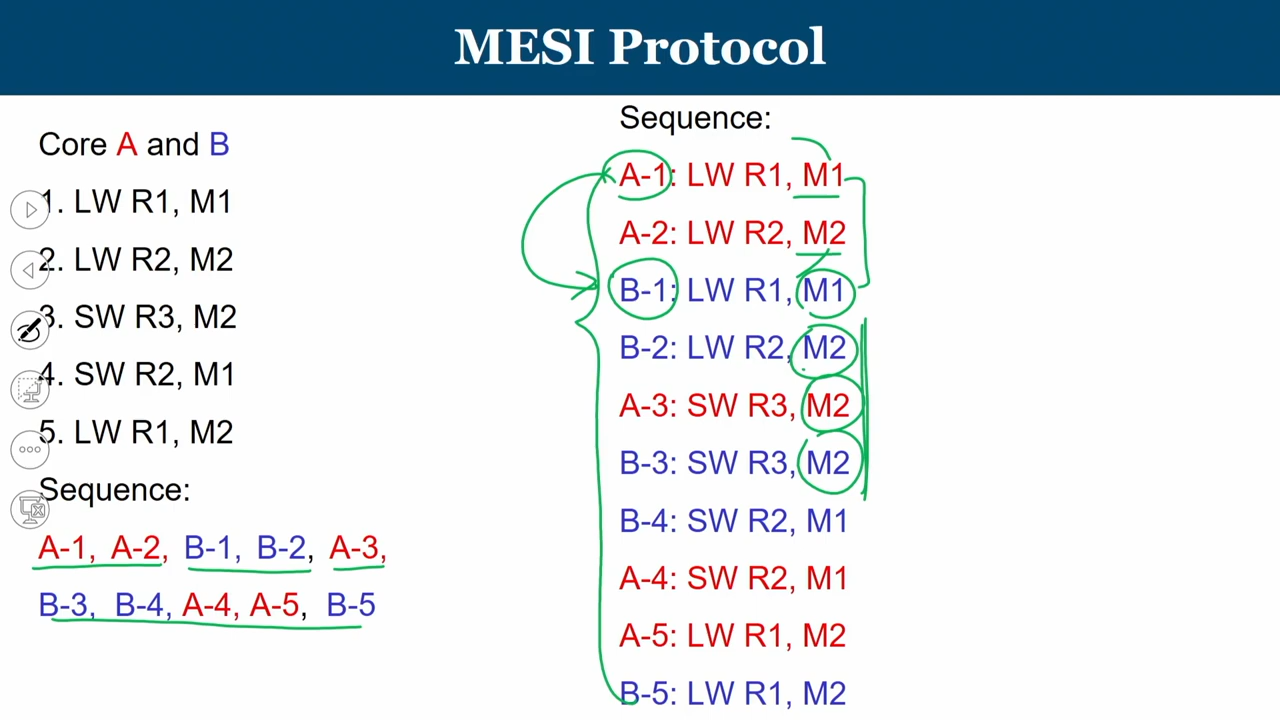 MESI Protocol
Core A and B
1. LW R1, M1
2. LW R2, M2
3. SW R3, M2
4. SW R2, M1
5. LW R1, M2
Sequence:
A-1, A-2, B-1, B-2, A-3,
B-3, B-4, A-4, A-5, B-5
Sequence:
A-1: LW R1, M1
A-2: LW R2, M2
B-1: LW R1, M1
B-2: LW R2, M2
A-3: SW R3, M2
B-3: SW R3, M2
B-4: SW R2, M1
A-4: SW R2, M1
A-5: LW R1, M2
B-5: LW R1, M2